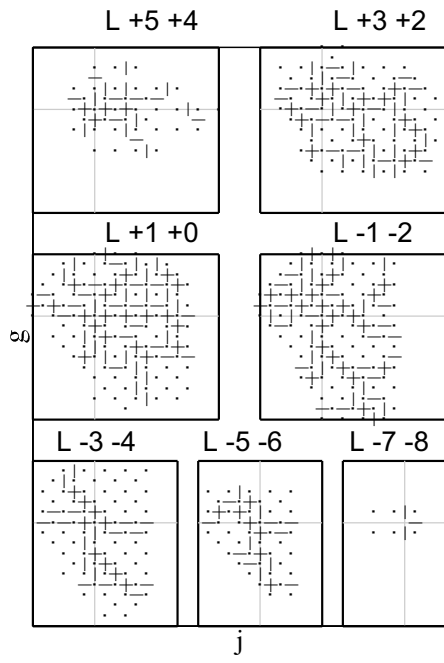 L +5 +4
L +3 +2
L +1 +0
L -1 -2
g
L -3 -4
L -5 -6
L -7 -8
j